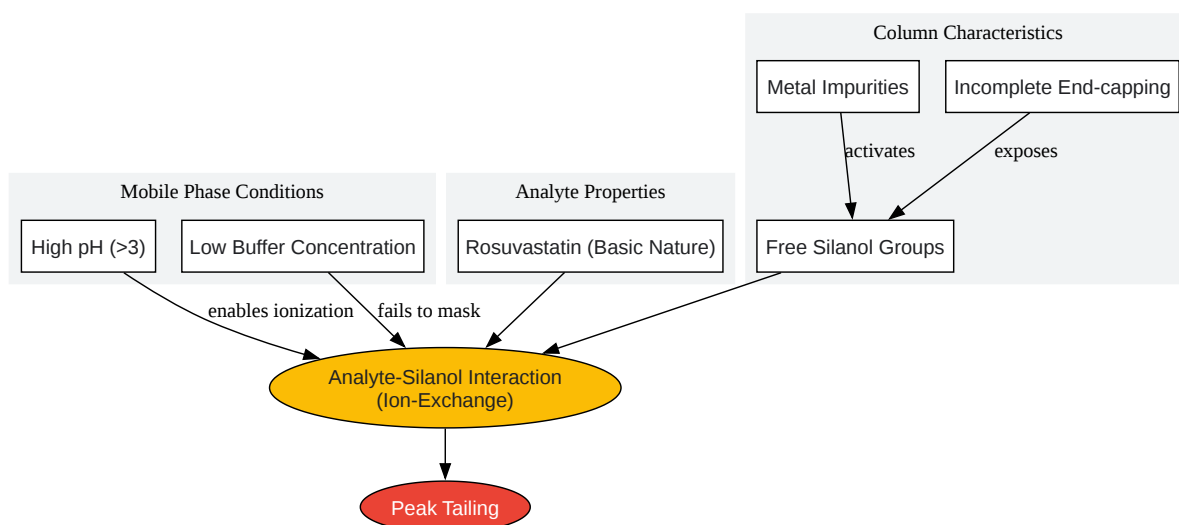 Column Characteristics
Metal Impurities
Incomplete End-capping
activates
exposes
Mobile Phase Conditions
Analyte Properties
High pH (>3)
Low Buffer Concentration
Rosuvastatin (Basic Nature)
Free Silanol Groups
enables ionization
fails to mask
Analyte-Silanol Interaction
(Ion-Exchange)
Peak Tailing